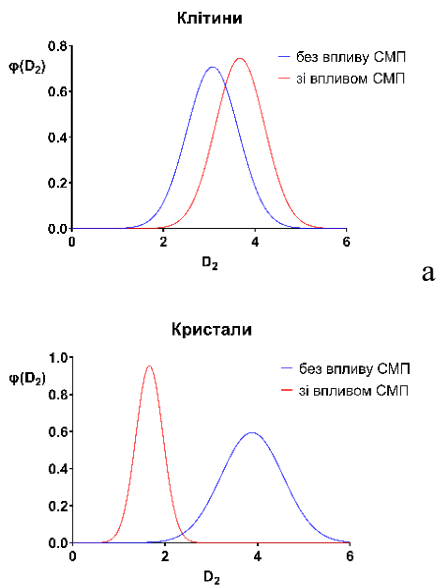 Клітини
φ(D₂)
0.8
0.6
0.4
0.2
0.0
0 2 4 6
D₂
без впливу СМП
зі впливом СМП
а
Кристали
φ(D₂)
1.0
0.8
0.6
0.4
0.2
0.0
0 2 4 6
D₂
без впливу СМП
зі впливом СМП